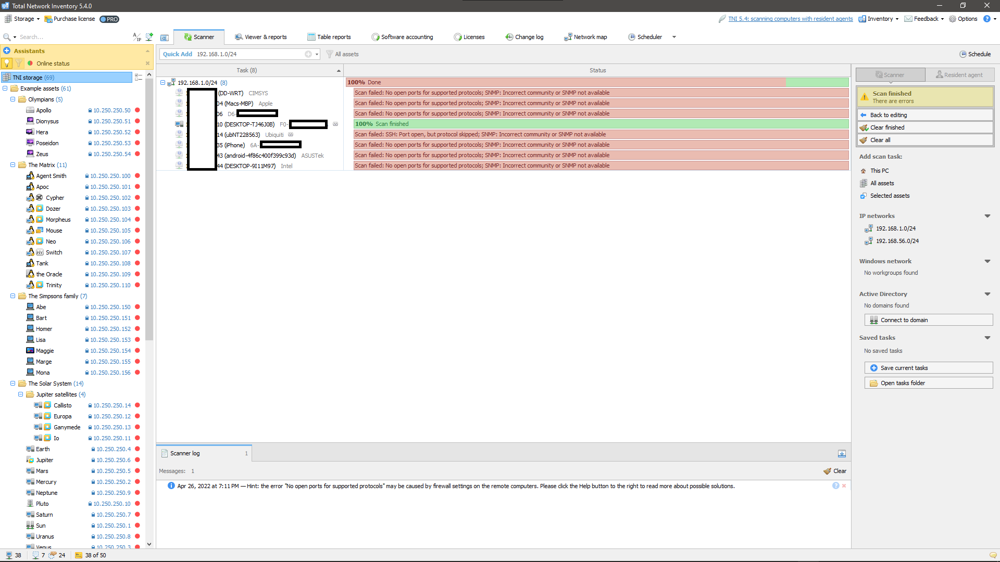 Total Network Inventory 5.4.0
Storage
Purchase license
PRO
TNI 5.4: scanning computers with resident agents
Inventory
Feedback
Options
Search...
A/IP
Scanner
Viewer & reports
Table reports
Software accounting
Licenses
Change log
Network map
Scheduler
Assistants
Online status
Quick Add 192.168.1.0/24
All assets
Schedule
TNI storage (69)
Example assets (61)
Olympians (5)
Apollo 10.250.250.50
Dionysus 10.250.250.51
Hera 10.250.250.52
Poseidon 10.250.250.53
Zeus 10.250.250.54
The Matrix (11)
Agent Smith 10.250.250.100
Apoc 10.250.250.101
Cypher 10.250.250.102
Dozer 10.250.250.103
Morpheus 10.250.250.104
Mouse 10.250.250.105
Neo 10.250.250.106
HV Switch 10.250.250.107
Tank 10.250.250.108
the Oracle 10.250.250.109
Trinity 10.250.250.110
The Simpsons family (7)
Abe 10.250.250.150
Bart 10.250.250.151
Homer 10.250.250.152
Lisa 10.250.250.153
Maggie 10.250.250.154
Marge 10.250.250.155
Mona 10.250.250.156
The Solar System (14)
Jupiter satellites (4)
Callisto 10.250.250.14
Europa 10.250.250.12
Ganymede 10.250.250.13
Io 10.250.250.11
Earth 10.250.250.4
Jupiter 10.250.250.6
Mars 10.250.250.5
Mercury 10.250.250.2
Neptune 10.250.250.9
Pluto 10.250.250.10
Saturn 10.250.250.7
Sun 10.250.250.1
Uranus 10.250.250.8
Venus 10.250.250.3
Task (8)
Status
192.168.1.0/24 (8)
100% Done
(DD-WRT) CIMSYS
Scan failed: No open ports for supported protocols; SNMP: Incorrect community or SNMP not available
04 (Macs-MBP) Apple
Scan failed: No open ports for supported protocols; SNMP: Incorrect community or SNMP not available
06 D6-
Scan failed: No open ports for supported protocols; SNMP: Incorrect community or SNMP not available
10 (DESKTOP-TJ46J0B) F0-
100% Scan finished
14 (ubNT228563) Ubiquiti
Scan failed: SSH: Port open, but protocol skipped; SNMP: Incorrect community or SNMP not available
35 (iPhone) 6A-
Scan failed: No open ports for supported protocols; SNMP: Incorrect community or SNMP not available
43 (android-4f86c400f399c93d) ASUSTek
Scan failed: No open ports for supported protocols; SNMP: Incorrect community or SNMP not available
44 (DESKTOP-9I11M97) Intel
Scan failed: No open ports for supported protocols; SNMP: Incorrect community or SNMP not available
Scanner
Resident agent
Scan finished
There are errors
Back to editing
Clear finished
Clear all
Add scan task:
This PC
All assets
Selected assets
IP networks
192.168.1.0/24
192.168.56.0/24
Windows network
No workgroups found
Active Directory
No domains found
Connect to domain
Saved tasks
No saved tasks
Save current tasks
Open tasks folder
Scanner log 1
Messages: 1
Clear
Apr 26, 2022 at 7:11 PM — Hint: the error "No open ports for supported protocols" may be caused by firewall settings on the remote computers. Please click the Help button to the right to read more about possible solutions.
38 7 24 38 of 50